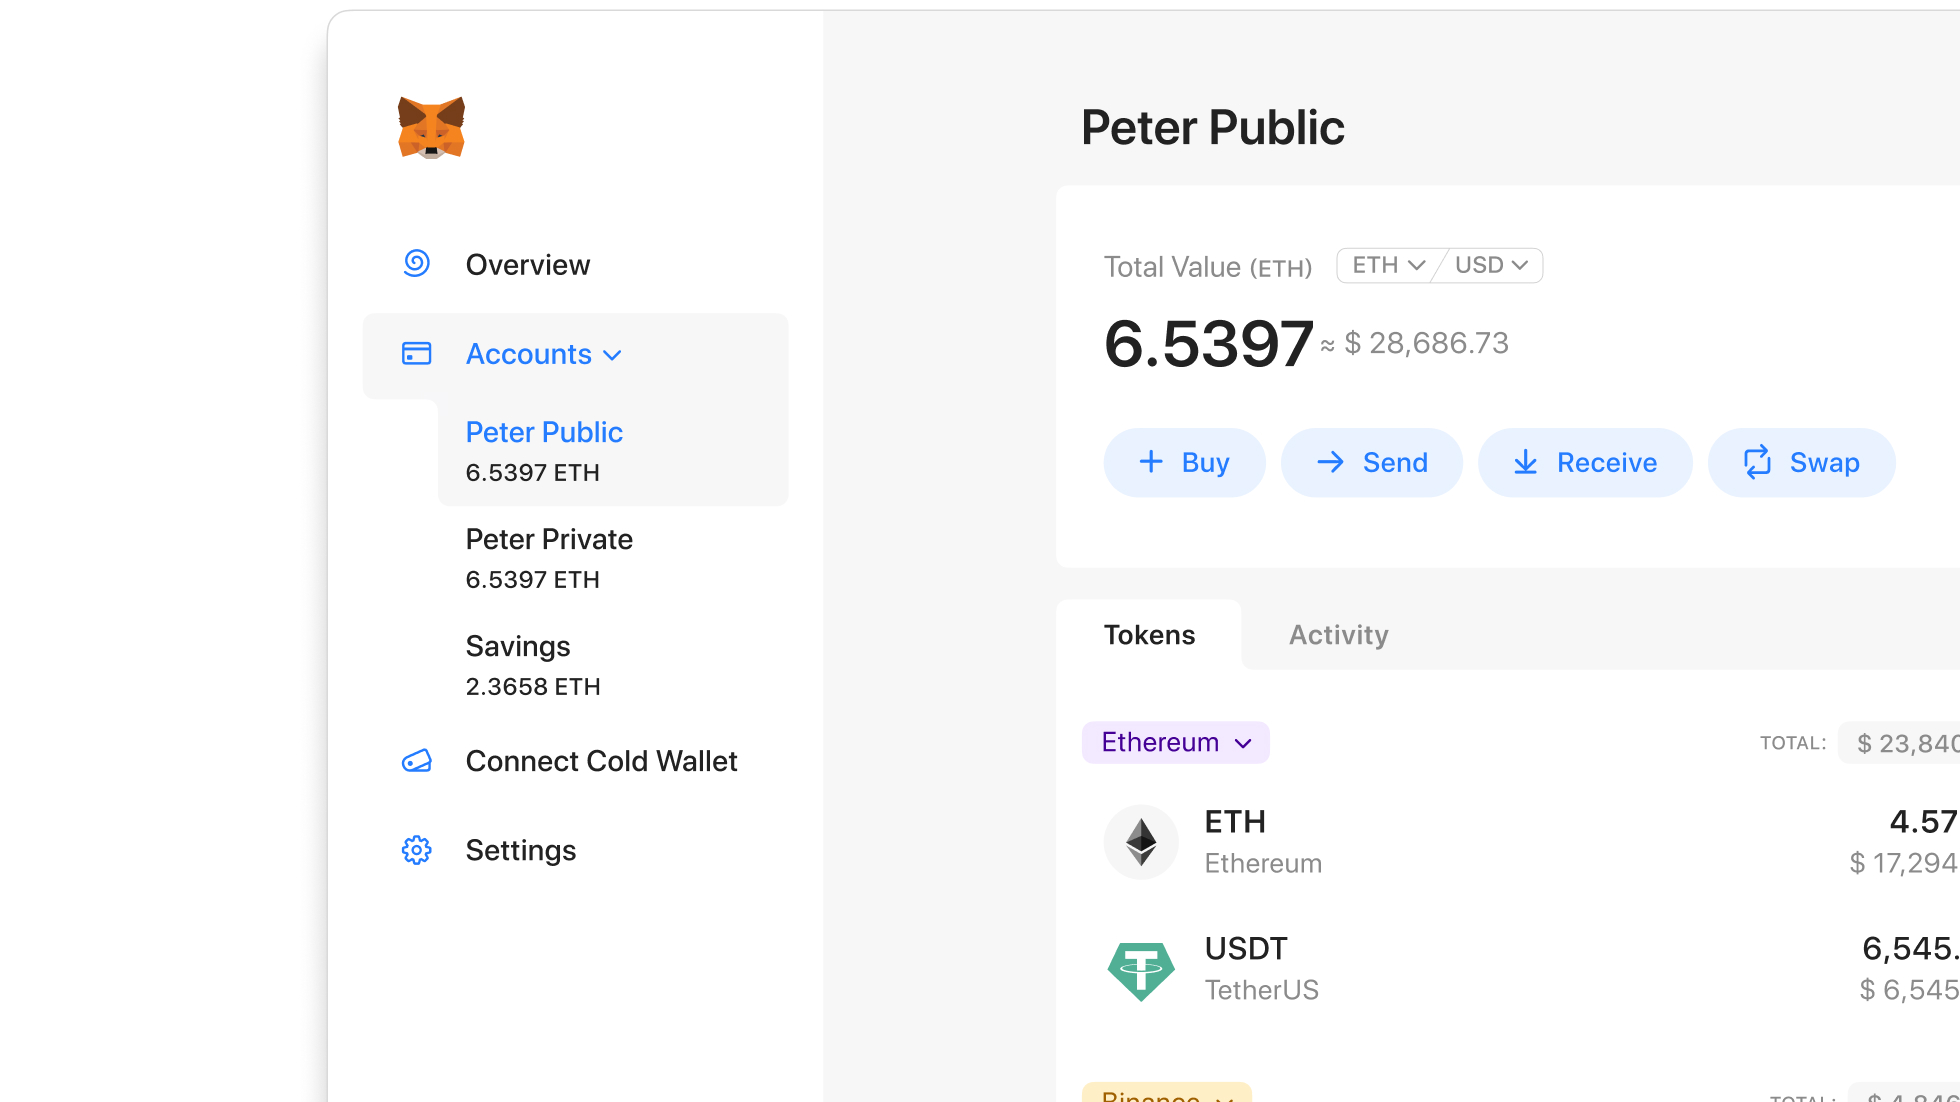 Overview
Accounts
Peter Public
6.5397 ETH
Peter Private
6.5397 ETH
Savings
2.3658 ETH
Connect Cold Wallet
Settings
Peter Public
Total Value (ETH) ETH USD
6.5397 ≈ $ 28,686.73
Buy Send Receive Swap
Tokens Activity
Ethereum TOTAL: $ 23,840
ETH 4.57
Ethereum $ 17,294
USDT 6,545.
TetherUS $ 6,545
Binance TOTAL: $ 4,846